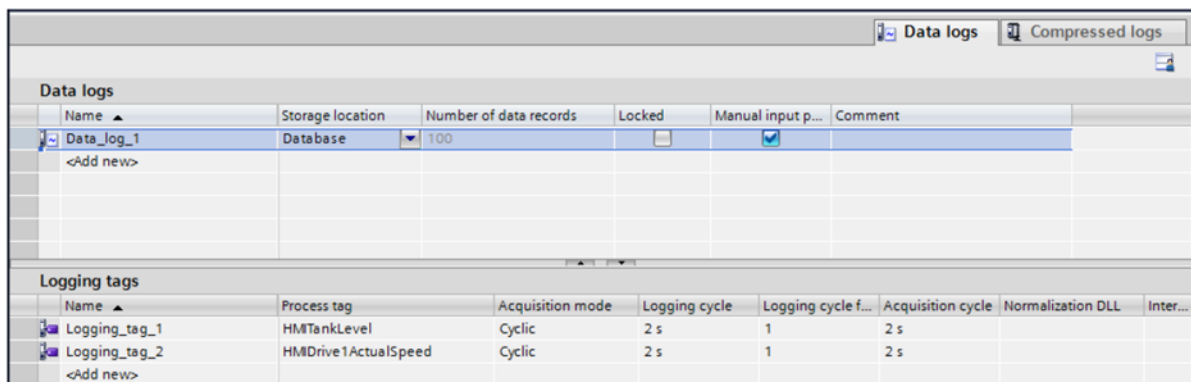 Data logs Compressed logs
Data logs
Name Storage location Number of data records Locked Manual input p... Comment
Data_log_1 Database 100
<Add new>
Logging tags
Name Process tag Acquisition mode Logging cycle Logging cycle f... Acquisition cycle Normalization DLL Inter...
Logging_tag_1 HMITankLevel Cyclic 2 s 1 2 s
Logging_tag_2 HMIDrive1ActualSpeed Cyclic 2 s 1 2 s
<Add new>